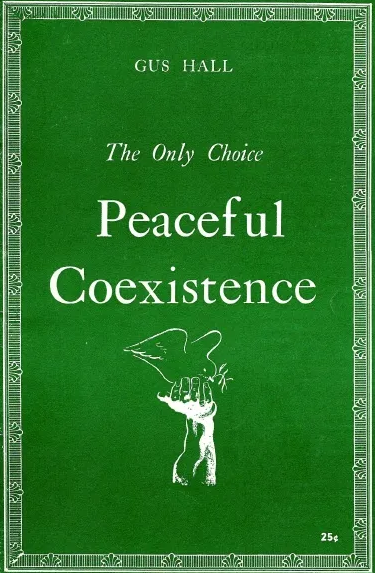 GUS HALL
The Only Choice
Peaceful
Coexistence
25¢